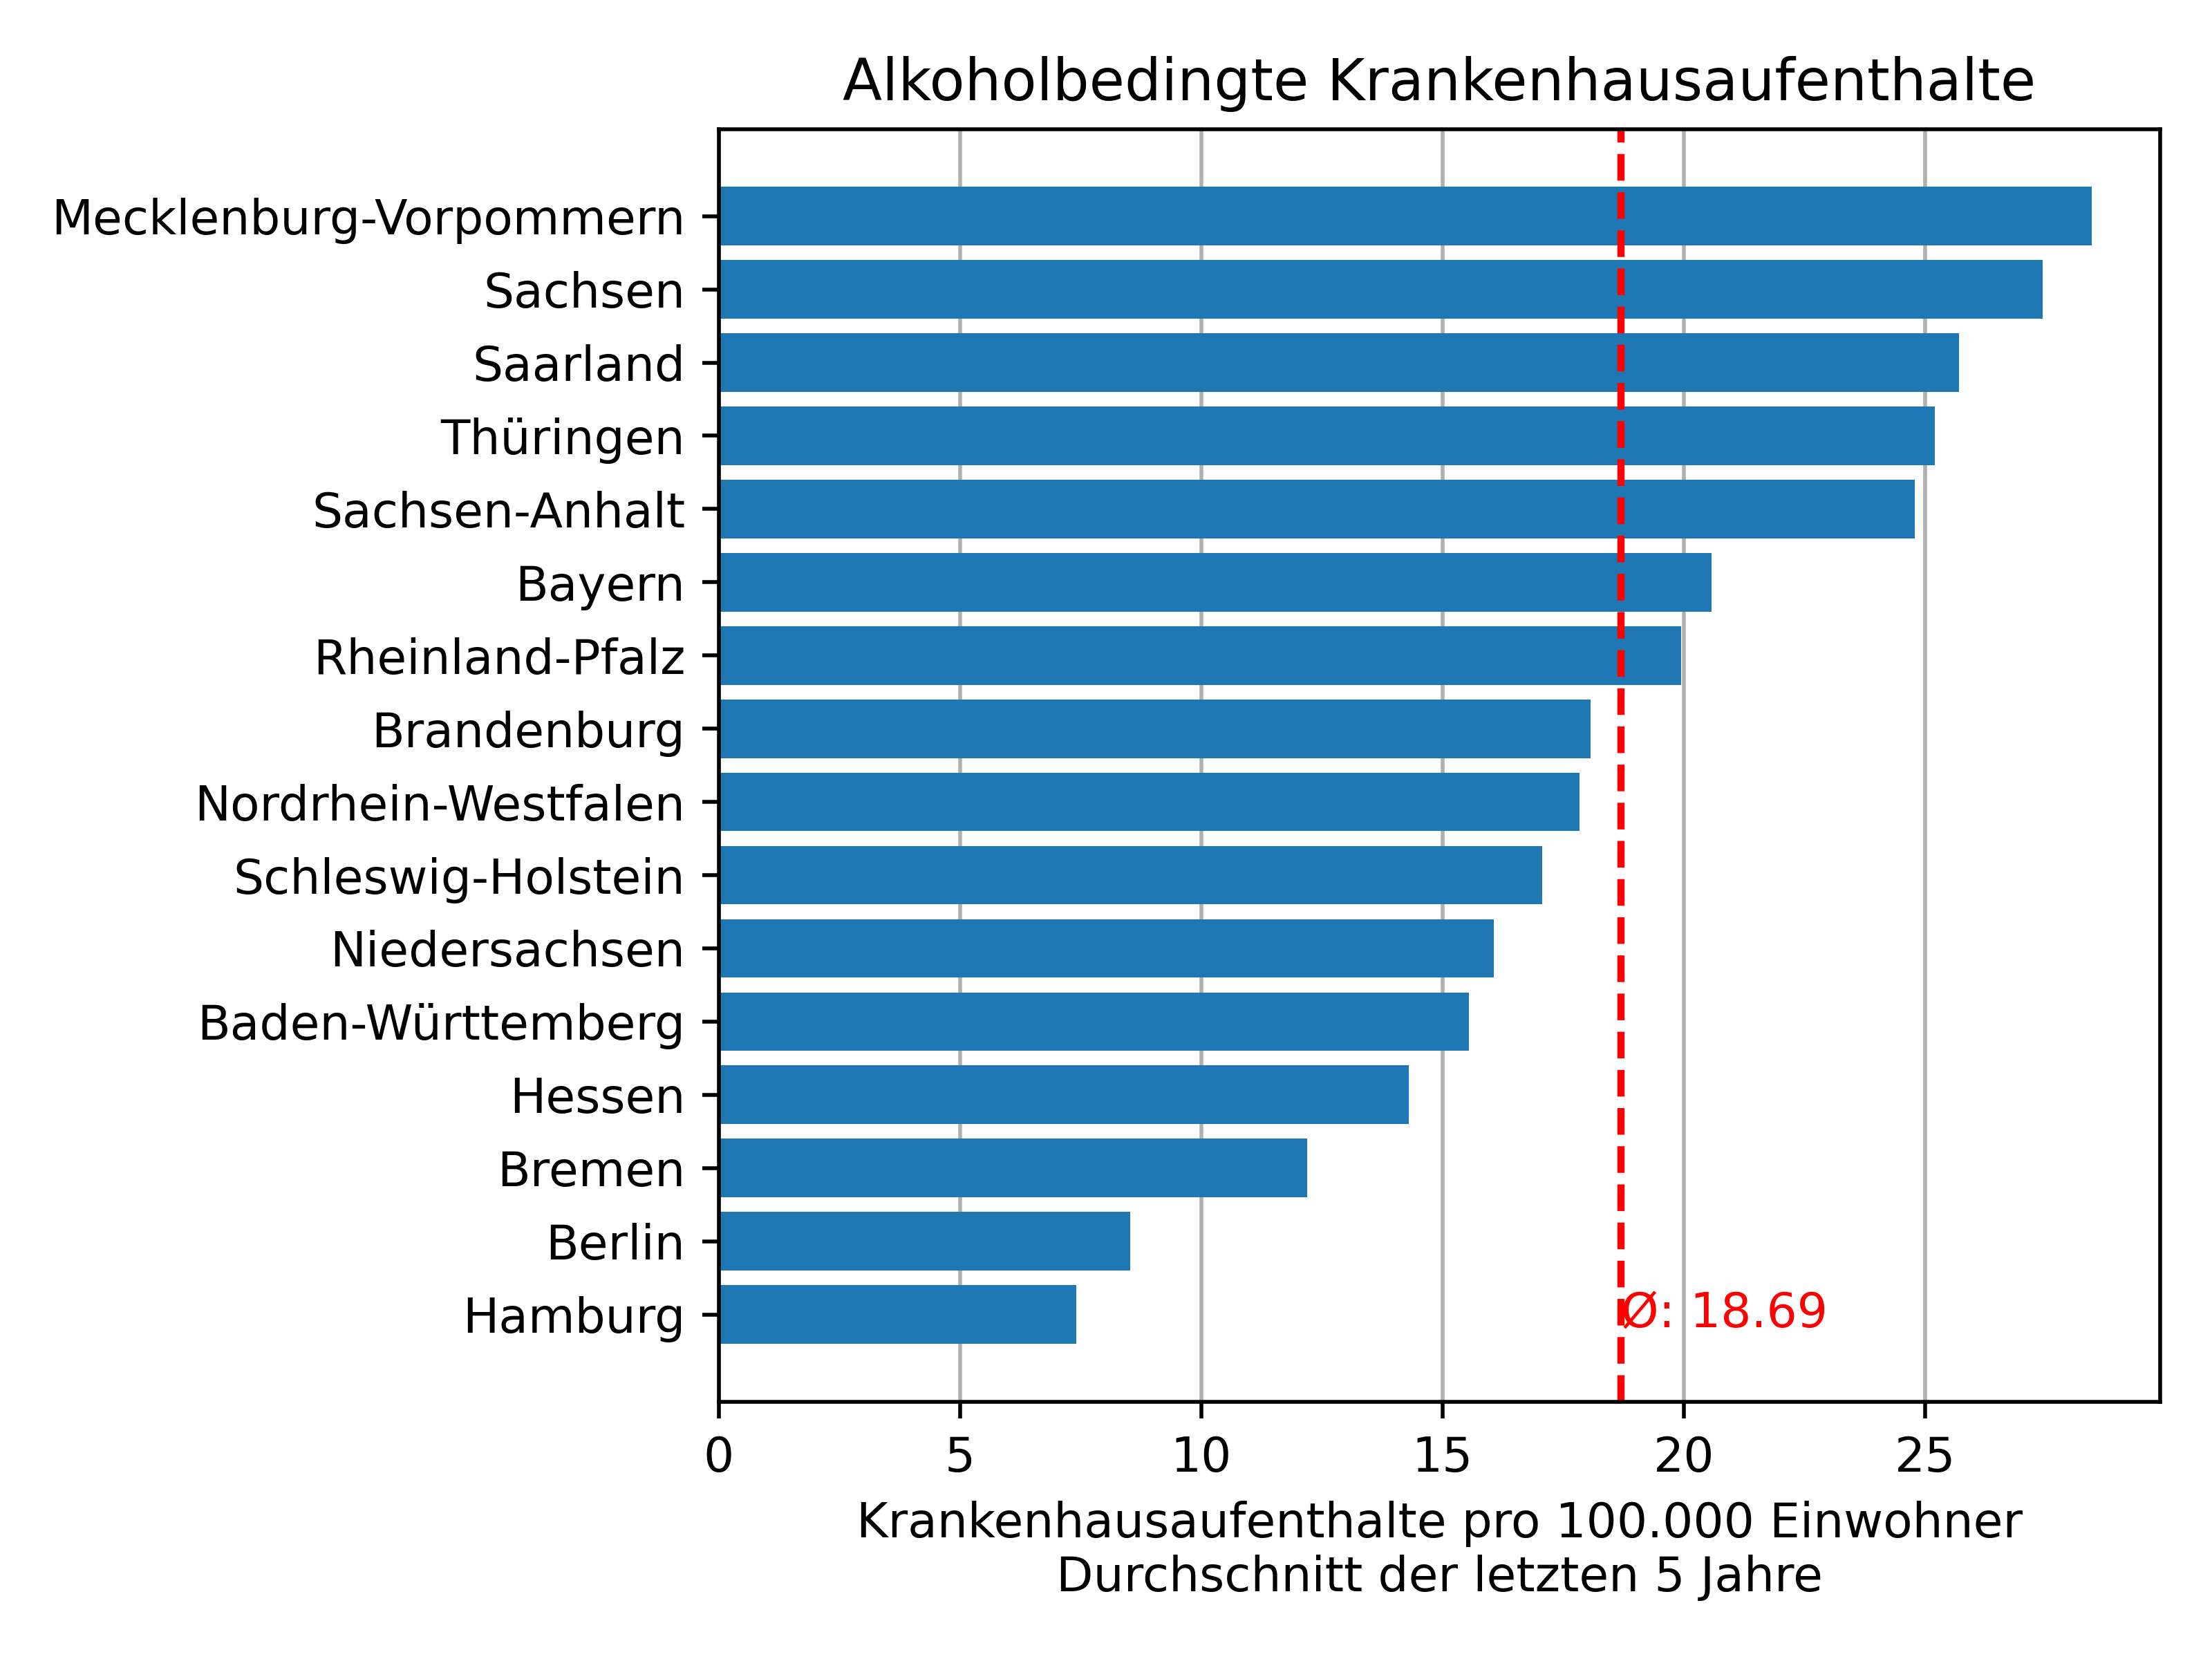 Alkoholbedingte Krankenhausaufenthalte
Mecklenburg-Vorpommern
Sachsen
Saarland
Thüringen
Sachsen-Anhalt
Bayern
Rheinland-Pfalz
Brandenburg
Nordrhein-Westfalen
Schleswig-Holstein
Niedersachsen
Baden-Württemberg
Hessen
Bremen
Berlin
Hamburg
Ø: 18.69
0 5 10 15 20 25
Krankenhausaufenthalte pro 100.000 Einwohner
Durchschnitt der letzten 5 Jahre